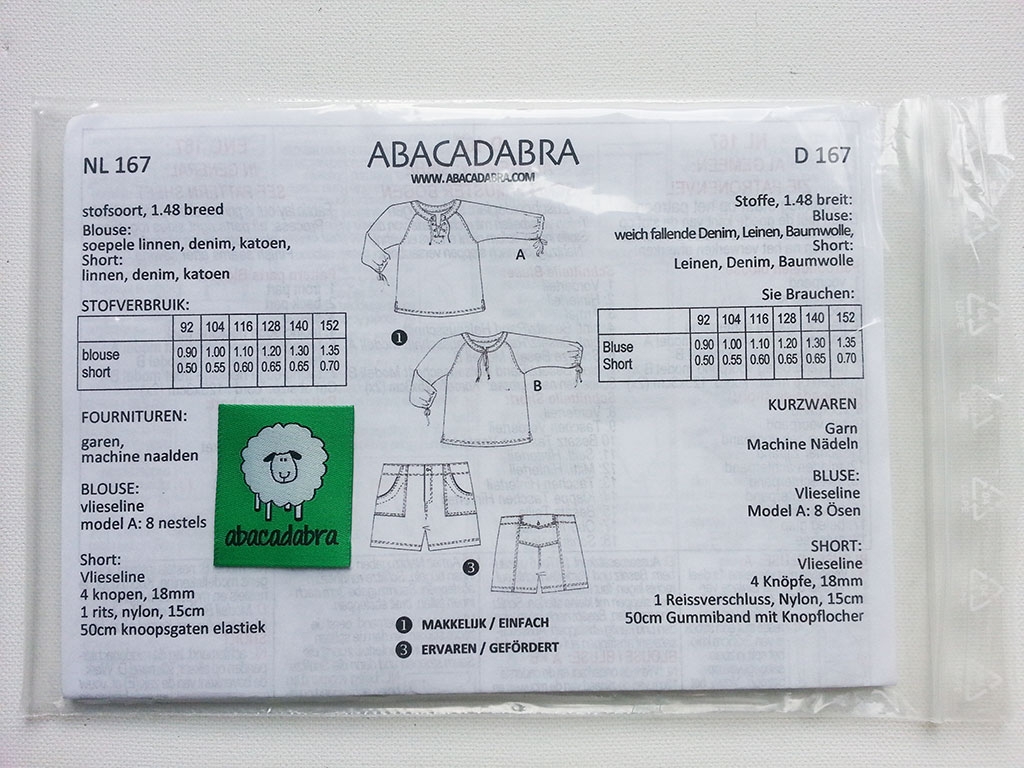 NL 167
ABACADABRA
WWW. ABACADABRA.COM
D 167
stofsoort, 1.48 breed
Blouse:
soepele linnen, denim, katoen,
Short:
linnen, denim, katoen
STOFVERBRUIK:
92 104 116 128 140 152
blouse 0.90 1.00 1.10 1.20 1.30 1.35
short 0.50 0.55 0.60 0.65 0.65 0.70
FOURNITUREN:
garen,
machine naalden
BLOUSE:
vlieseline
model A: 8 nestels
Short:
Vlieseline
4 knopen, 18mm
1 rits, nylon, 15cm
50cm knoopsgaten elastiek
abacadabra
A
1
B
3
1 MAKKELIJK / EINFACH
3 ERVAREN / GEFÖRDERT
Stoffe, 1.48 breit:
Bluse:
weich fallende Denim, Leinen, Baumwolle,
Short:
Leinen, Denim, Baumwolle
Sie Brauchen:
92 104 116 128 140 152
Bluse 0.90 1.00 1.10 1.20 1.30 1.35
Short 0.50 0.55 0.60 0.65 0.65 0.70
KURZWAREN
Garn
Machine Nädeln
BLUSE:
Vlieseline
Model A: 8 Ösen
SHORT:
Vlieseline
4 Knöpfe, 18mm
1 Reissverschluss, Nylon, 15cm
50cm Gummiband mit Knopflocher